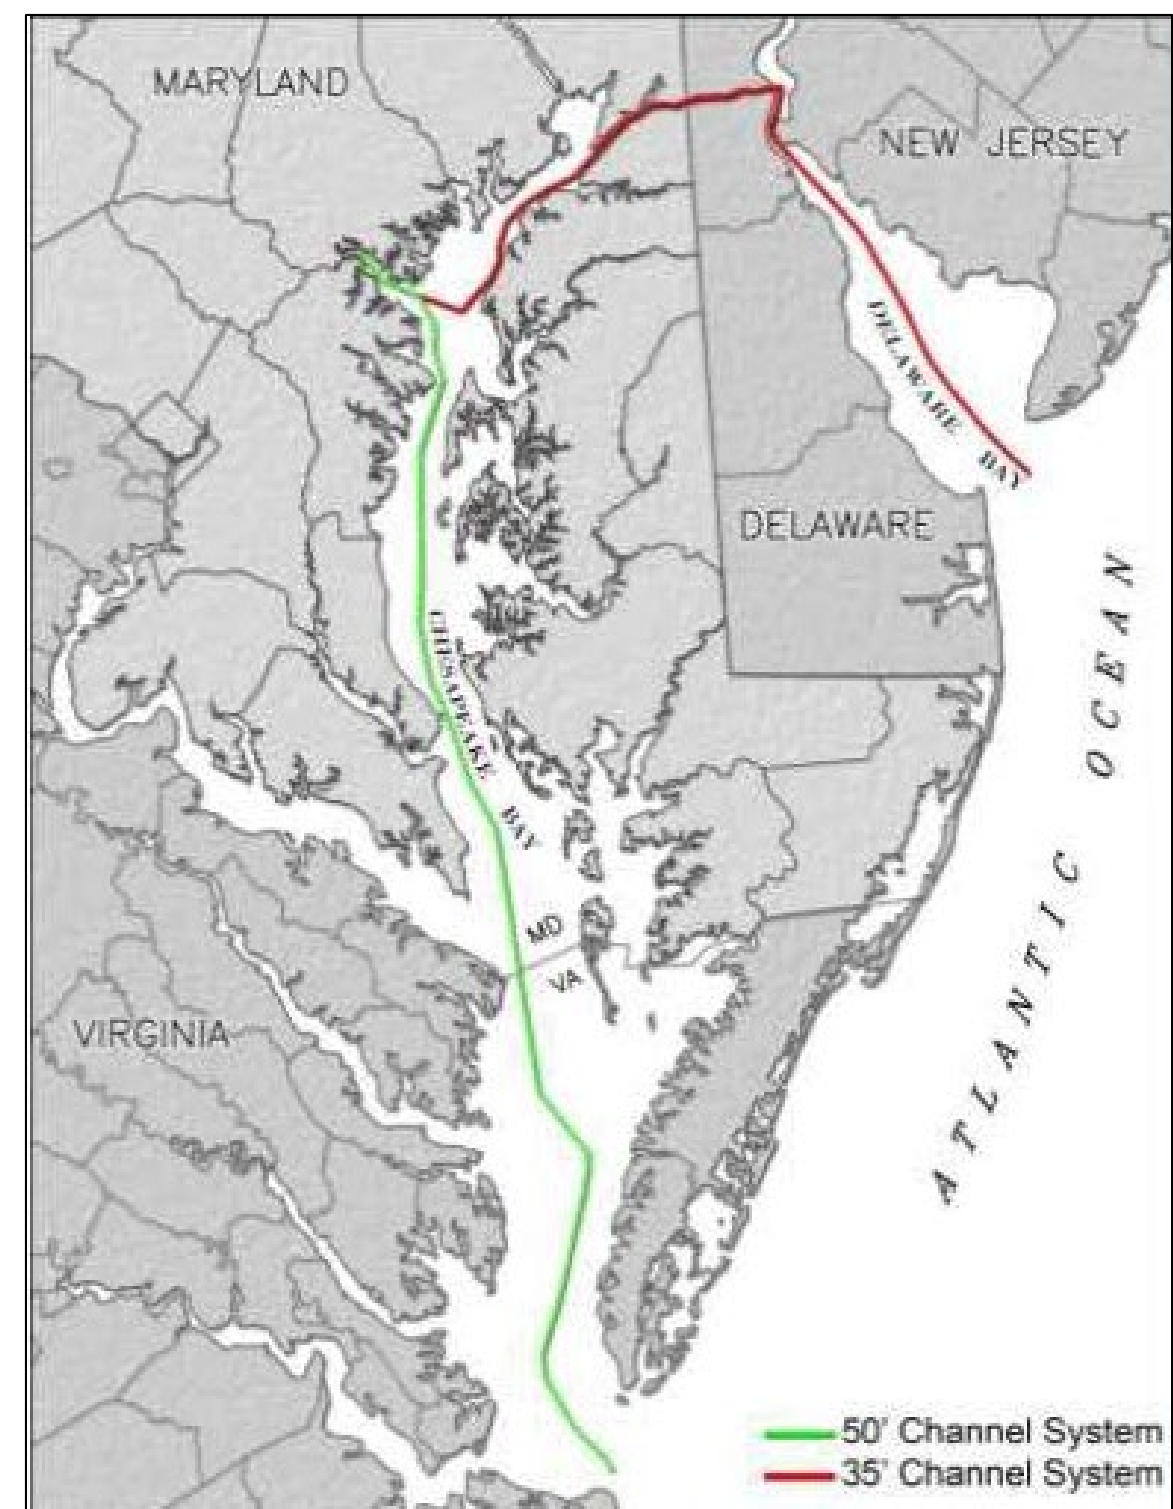 MARYLAND
NEW JERSEY
DELAWARE BAY
DELAWARE
CHESAPEAKE BAY
ATLANTIC OCEAN
MD
VA
VIRGINIA
50' Channel System
35' Channel System